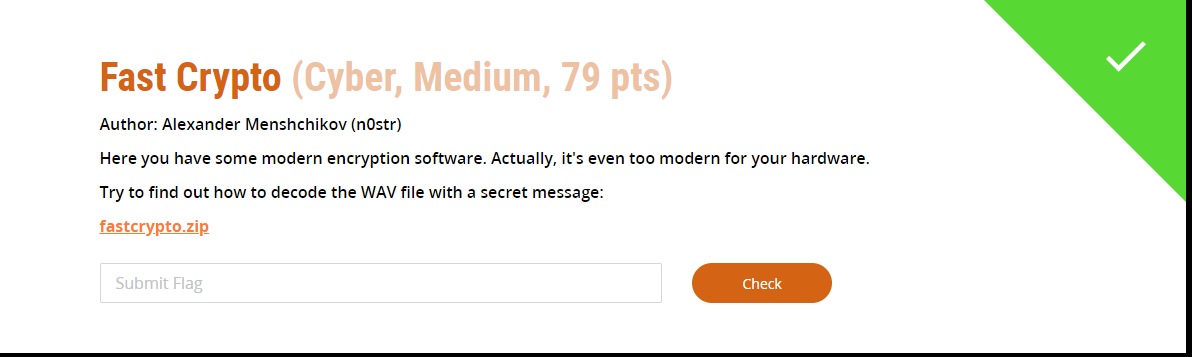 Fast Crypto (Cyber, Medium, 79 pts)
Author: Alexander Menshchikov (n0str)
Here you have some modern encryption software. Actually, it's even too modern for your hardware.
Try to find out how to decode the WAV file with a secret message:
fastcrypto.zip
Submit Flag
Check